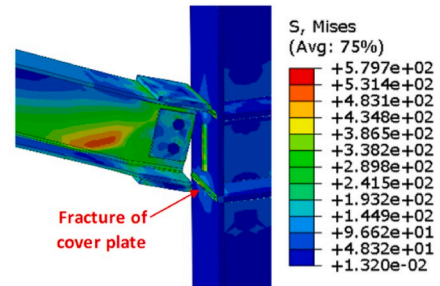 S, Mises
(Avg: 75%)
+5.797e+02
+5.314e+02
+4.831e+02
+4.348e+02
+3.865e+02
+3.382e+02
+2.898e+02
+2.415e+02
+1.932e+02
+1.449e+02
+9.662e+01
+4.832e+01
+1.320e-02
Fracture of
cover plate